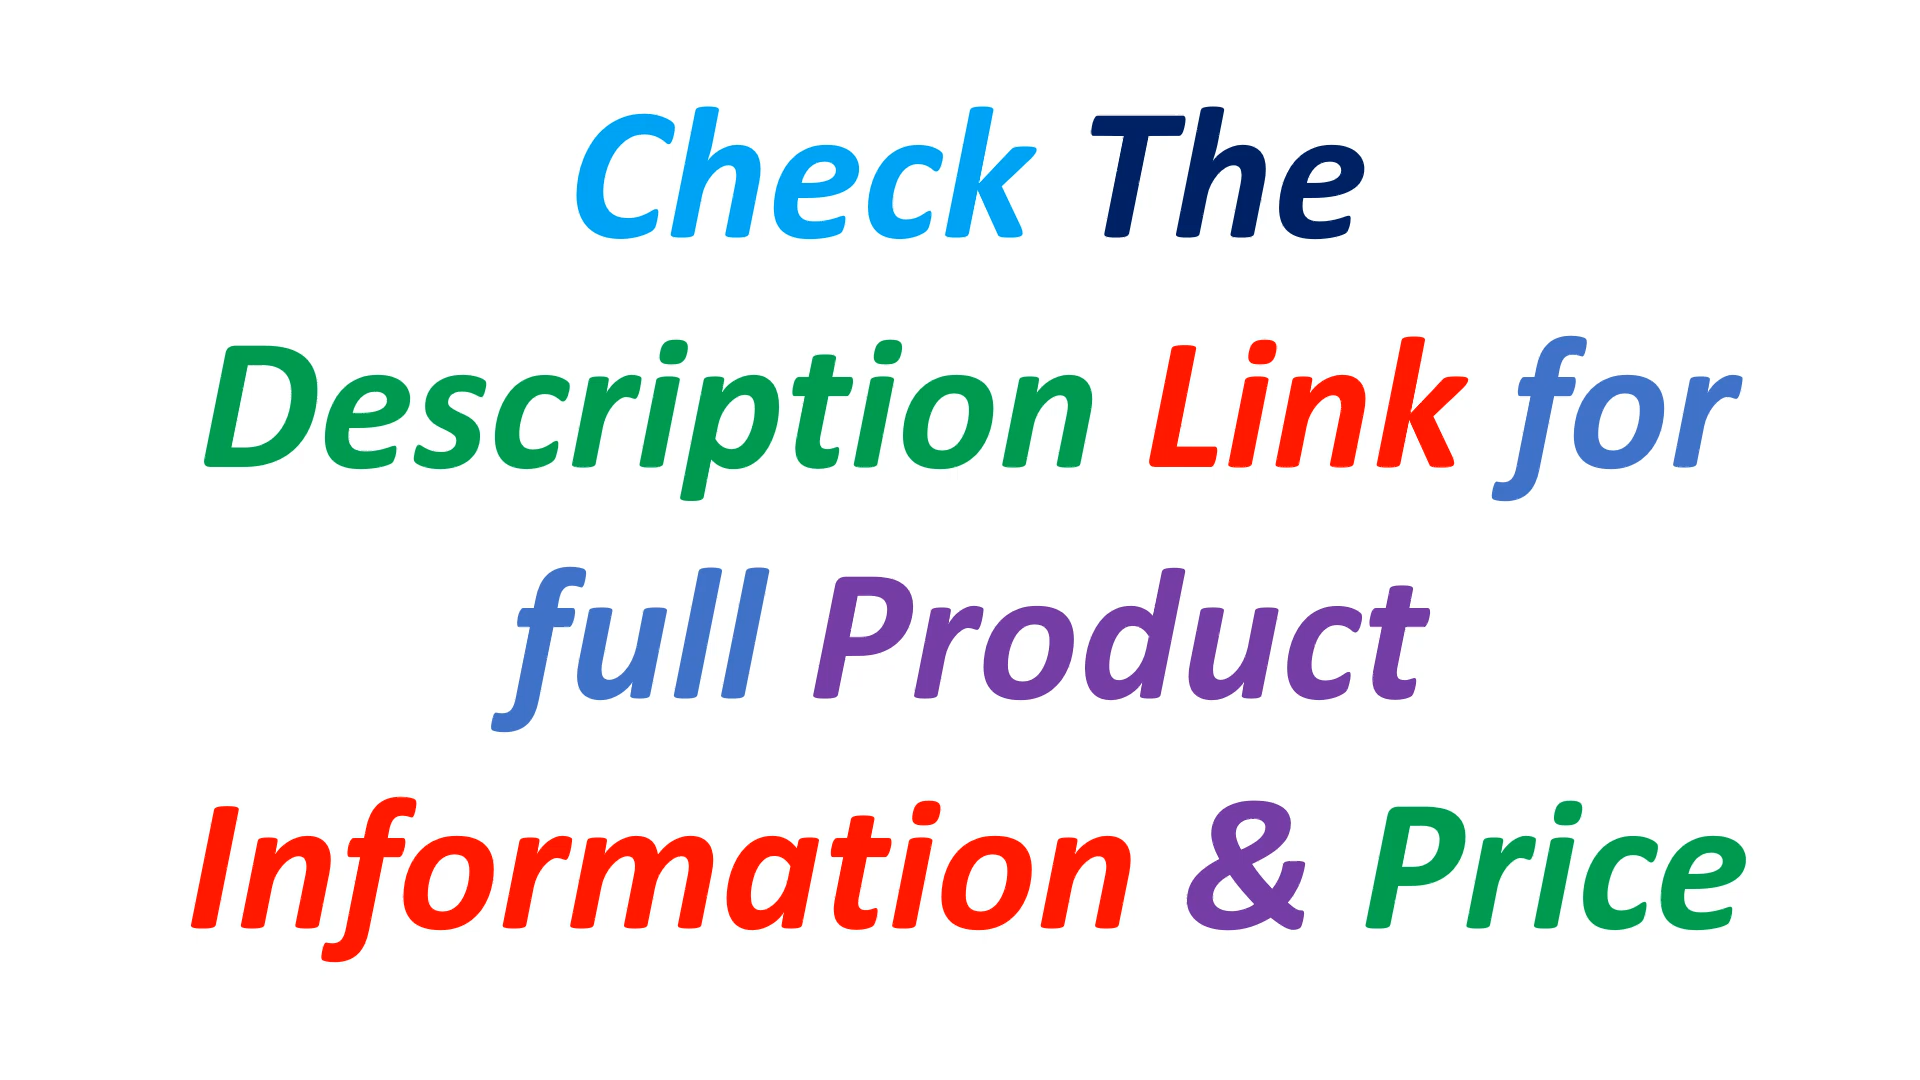 Check The
Description Link for
full Product
Information & Price